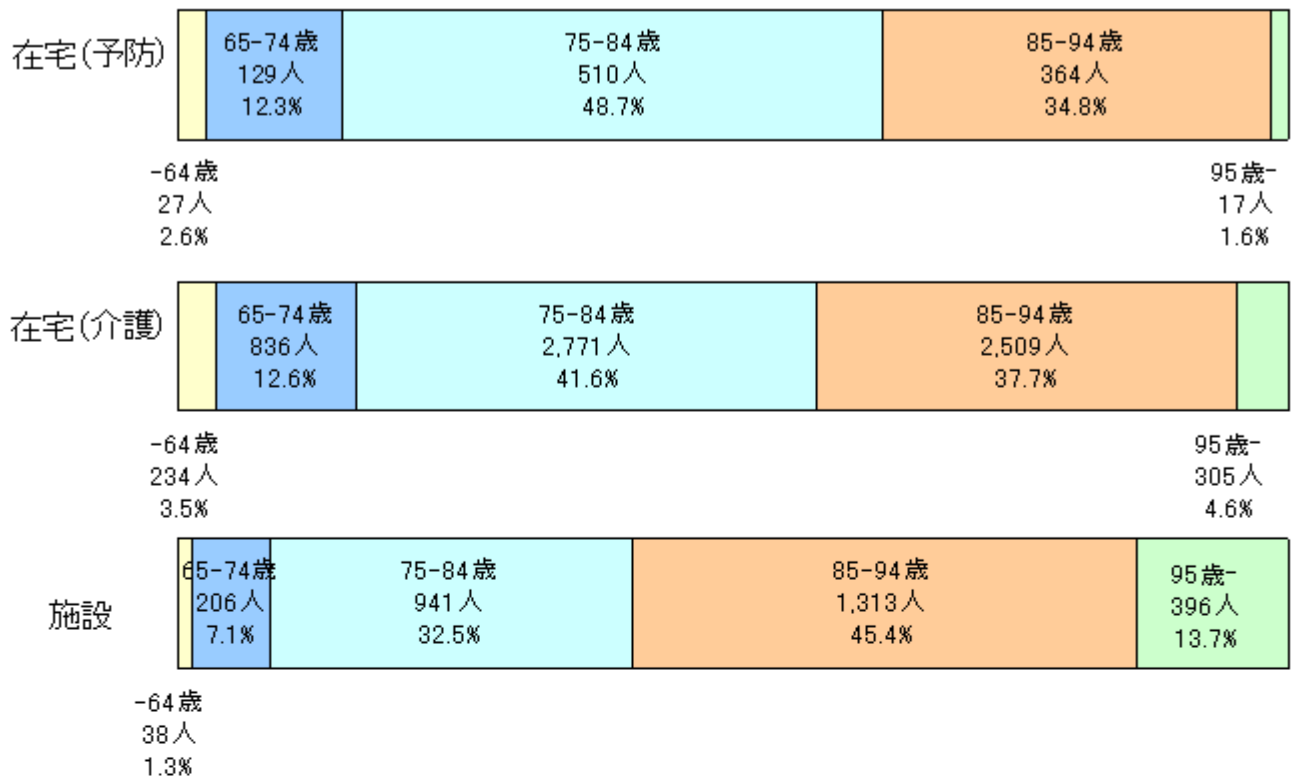 在宅(予防)
65-74歳
129人
12.3%
75-84歳
510人
48.7%
85-94歳
364人
34.8%
-64歳
27人
2.6%
95歳-
17人
1.6%
在宅(介護)
65-74歳
836人
12.6%
75-84歳
2,771人
41.6%
85-94歳
2,509人
37.7%
-64歳
234人
3.5%
95歳-
305人
4.6%
施設
65-74歳
206人
7.1%
75-84歳
941人
32.5%
85-94歳
1,313人
45.4%
95歳-
396人
13.7%
-64歳
38人
1.3%